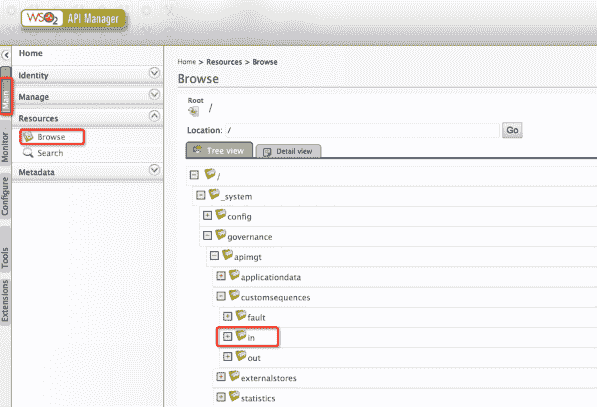 WSO2 API Manager
Home
Identity
Manage
Resources
Browse
Search
Metadata
Main
Monitor
Configure
Tools
Extensions
Home > Resources > Browse
Browse
Root
/
Location: /
Go
Tree view
Detail view
/
_system
config
governance
apimgt
applicationdata
customsequences
fault
in
out
externalstores
statistics